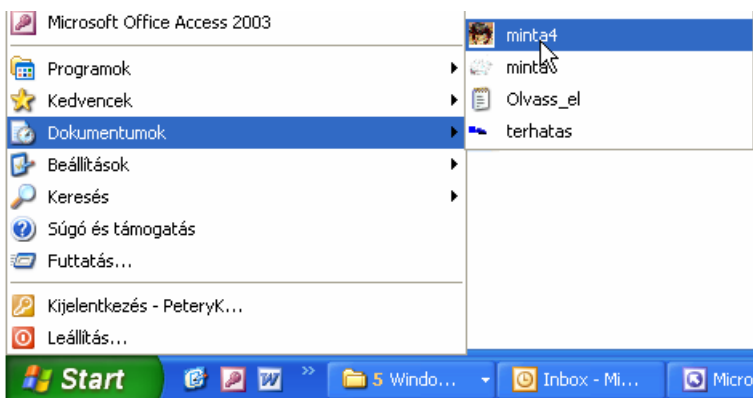 Microsoft Office Access 2003
Programok
Kedvencek
Dokumentumok
Beállítások
Keresés
Súgó és támogatás
Futtatás...
Kijelentkezés - PeteryK...
Leállítás...
minta4
Olvass_el
terhatas
Start
5 Windo...
Inbox - Mi...
Micro